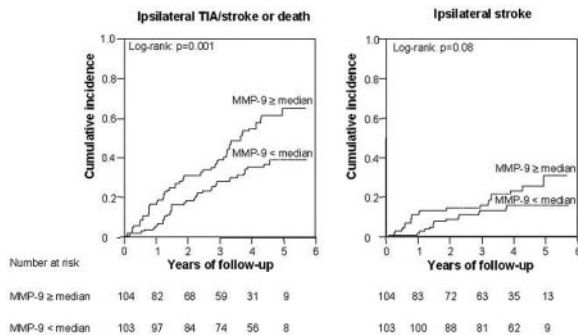 Ipsilateral TIA/stroke or death
Log-rank: p=0.001
Cumulative incidence
1.0
0.8
0.6
0.4
0.2
0
MMP-9 ≥ median
MMP-9 < median
0 1 2 3 4 5 6
Years of follow-up
Ipsilateral stroke
Log-rank: p=0.08
Cumulative incidence
1.0
0.8
0.6
0.4
0.2
0
MMP-9 ≥ median
MMP-9 < median
0 1 2 3 4 5 6
Years of follow-up
Number at risk
MMP-9 ≥ median 104 82 68 59 31 9 104 83 72 63 35 13
MMP-9 < median 103 97 84 74 56 8 103 100 88 81 62 9